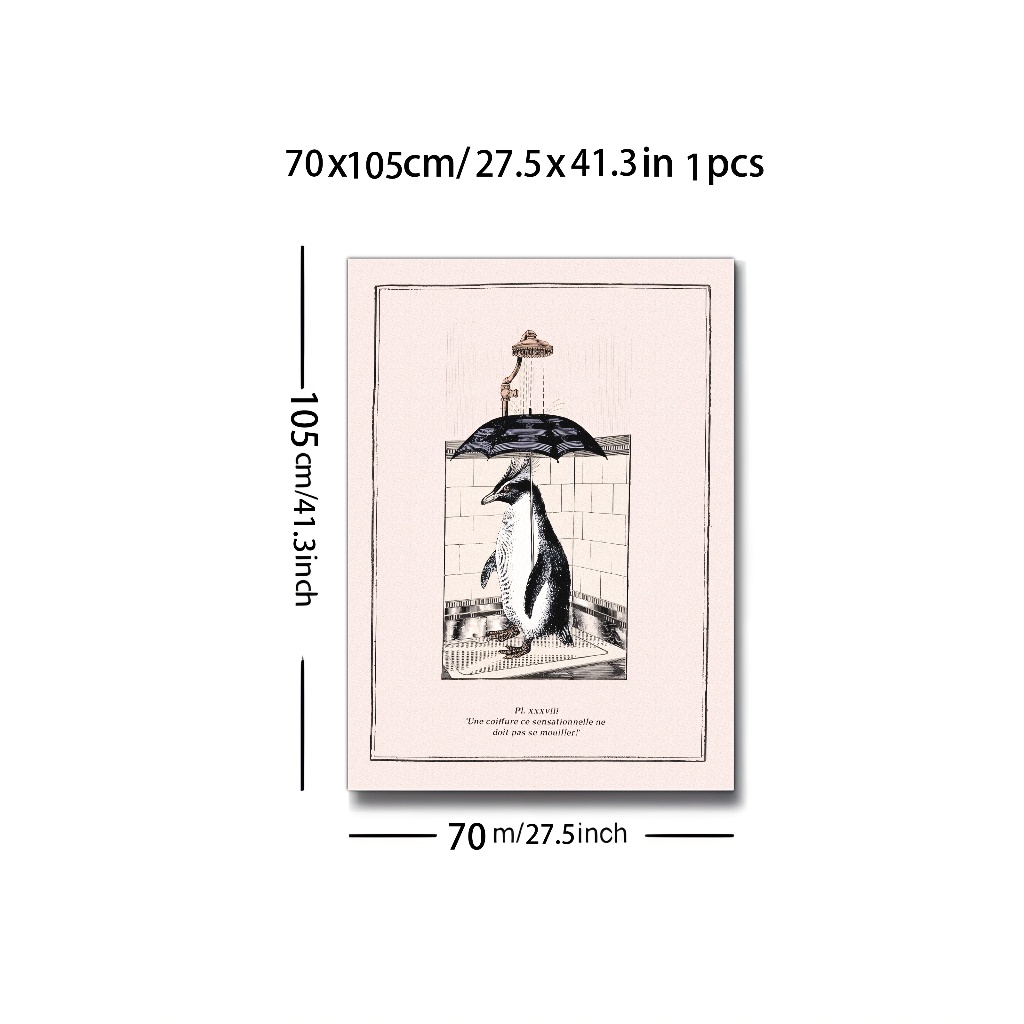 70x105cm/27.5x41.3in 1pcs
105cm/41.3inch
Pl. xxxviii
'Une coiffure ce sensationnelle ne
doit pas se mouiller!'
70 m/27.5inch